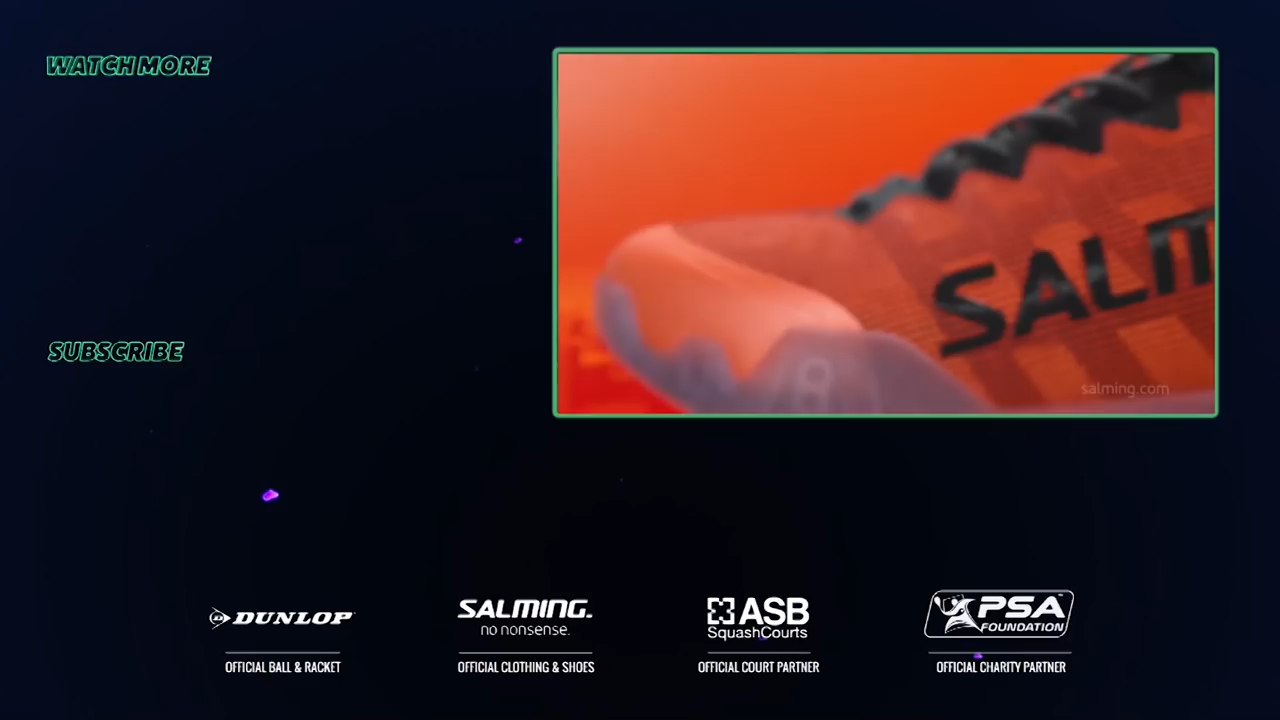 WATCH MORE
SALM
salming.com
SUBSCRIBE
DUNLOP
OFFICIAL BALL & RACKET
SALMING.
no nonsense.
OFFICIAL CLOTHING & SHOES
ASB
SquashCourts
OFFICIAL COURT PARTNER
PSA
FOUNDATION
OFFICIAL CHARITY PARTNER